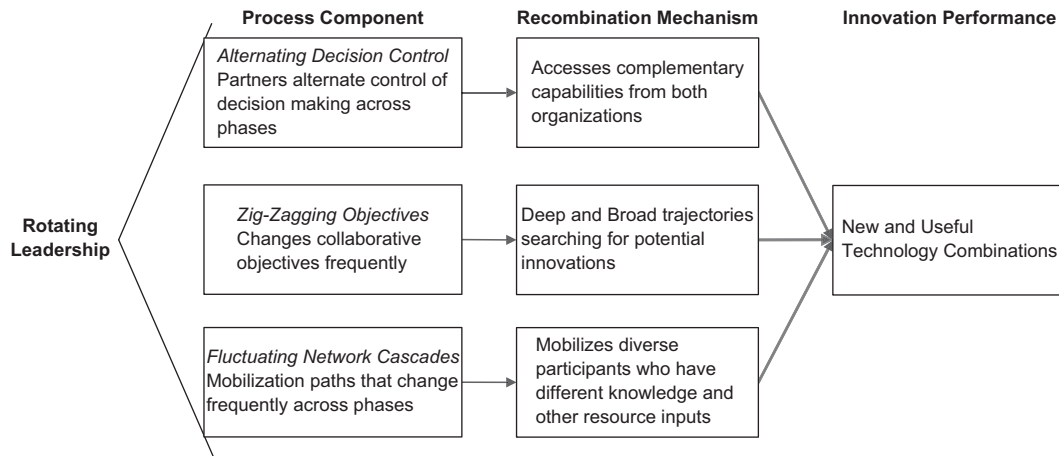 Process Component
Recombination Mechanism
Innovation Performance
Rotating
Leadership
Alternating Decision Control
Partners alternate control of
decision making across
phases
Accesses complementary
capabilities from both
organizations
Zig-Zagging Objectives
Changes collaborative
objectives frequently
Deep and Broad trajectories
searching for potential
innovations
Fluctuating Network Cascades
Mobilization paths that change
frequently across phases
Mobilizes diverse
participants who have
different knowledge and
other resource inputs
New and Useful
Technology Combinations